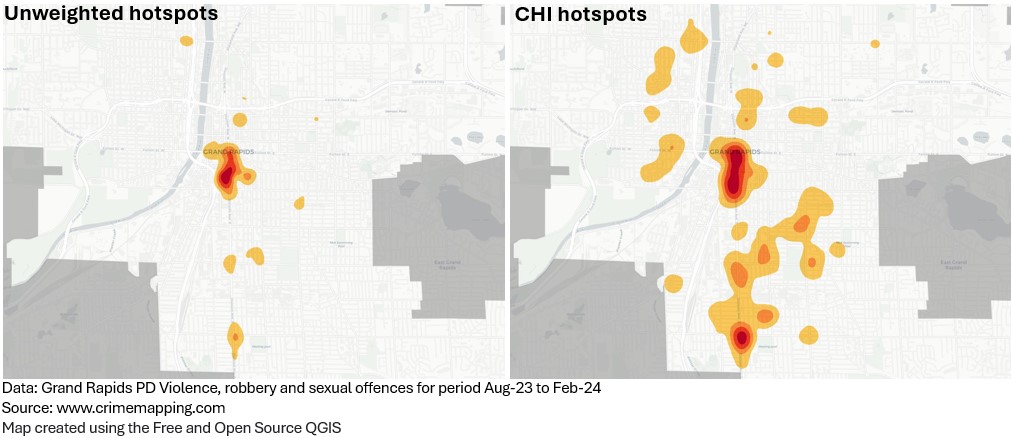 Unweighted hotspots
CHI hotspots
GRAND RAPIDS
GRAND RAPIDS
East Grand
Rapids
East Grand
Rapids
Data: Grand Rapids PD Violence, robbery and sexual offences for period Aug-23 to Feb-24
Source: www.crimemapping.com
Map created using the Free and Open Source QGIS